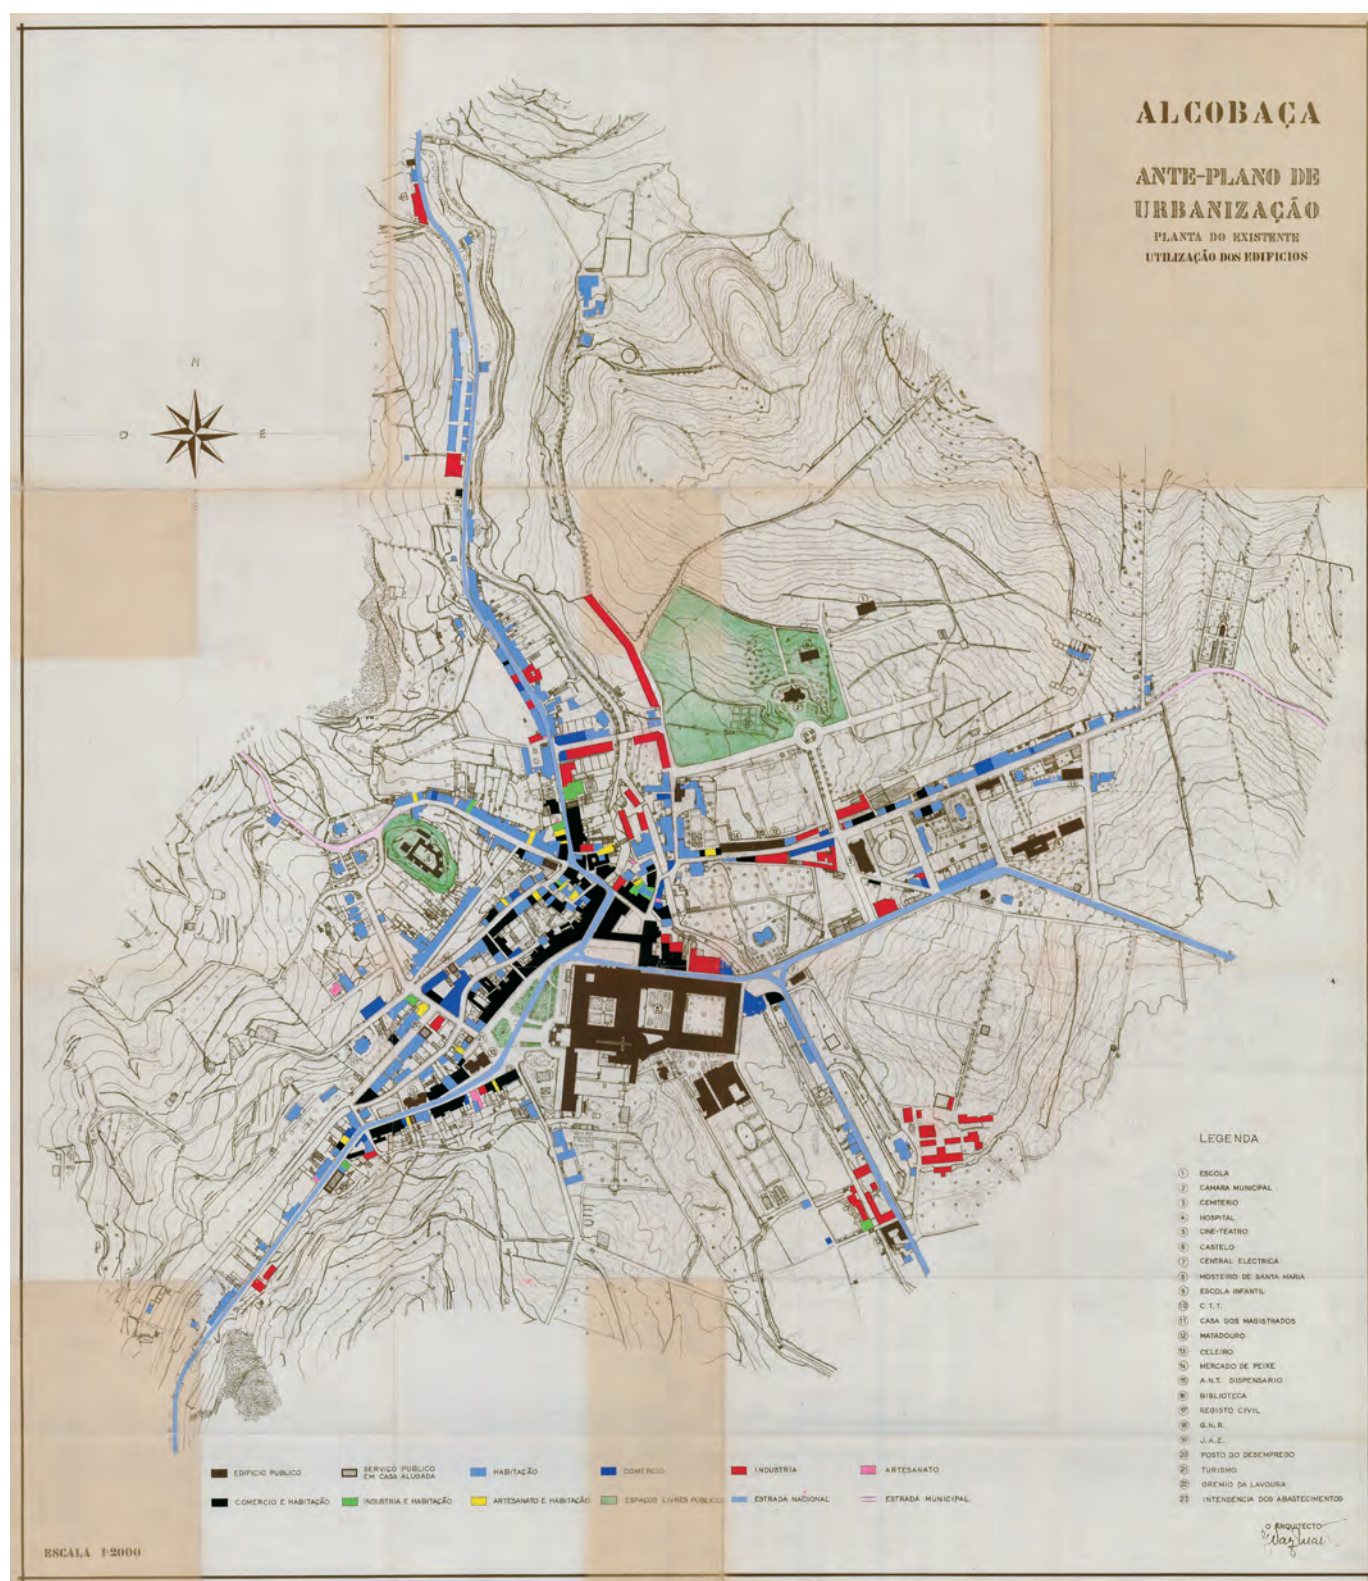 ALCOBAÇA
ANTE-PLANO DE
URBANIZAÇÃO
PLANTA DO EXISTENTE
UTILIZAÇÃO DOS EDIFICIOS
N
O
E
S
LEGENDA
1 ESCOLA
2 CAMARA MUNICIPAL
3 CEMITERIO
4 HOSPITAL
5 CINE-TEATRO
6 CASTELO
7 CENTRAL ELECTRICA
8 MOSTEIRO DE SANTA MARIA
9 ESCOLA INFANTIL
10 C.T.T.
11 CASA DOS MAGISTRADOS
12 MATADOURO
13 CELEIRO
14 MERCADO DE PEIXE
15 A.N.T. DISPENSARIO
16 BIBLIOTECA
17 REGISTO CIVIL
18 G.N.R.
19 J.A.E.
20 POSTO DO DESEMPREGO
21 TURISMO
22 GREMIO DA LAVOURA
23 INTENDENCIA DOS ABASTECIMENTOS
EDIFICIO PUBLICO
SERVIÇO PUBLICO
EM CASA ALUGADA
HABITAÇÃO
COMERCIO
INDUSTRIA
ARTESANATO
COMERCIO E HABITAÇÃO
INDUSTRIA E HABITAÇÃO
ARTESANATO E HABITAÇÃO
ESPAÇOS LIVRES PUBLICOS
ESTRADA NACIONAL
ESTRADA MUNICIPAL
O ARQUITECTO
ESCALA 1:2000